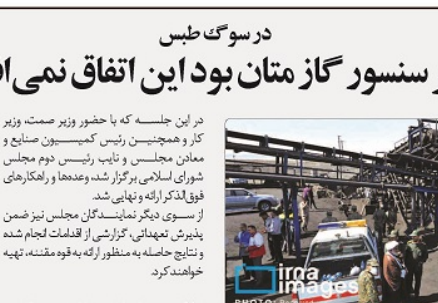 در سوگ طبس
سنسور گاز متان بود این اتفاق نمی‌ا
در این جلسه که با حضور وزیر صمت، وزیر
کار و همچنین رئیس کمیسیون صنایع و
معادن مجلس و نایب رئیس دوم مجلس
شورای اسلامی برگزار شد، وعده‌ها و راهکارهای
فوق‌الذکر ارائه و نهایی شد.
از سوی دیگر نمایندگان مجلس نیز ضمن
پذیرش تعهداتی، گزارشی از اقدامات انجام شده
و نتایج حاصله به منظور ارائه به قوه مقننه، تهیه
خواهند کرد.
irna
images
PHOTO: